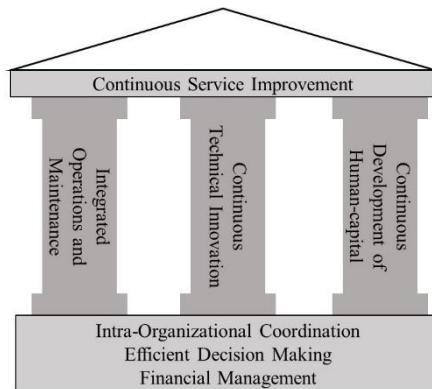 Continuous Service Improvement
Integrated
Operations and
Maintenance
Continuous
Technical Innovation
Continuous
Development of
Human-capital
Intra-Organizational Coordination
Efficient Decision Making
Financial Management